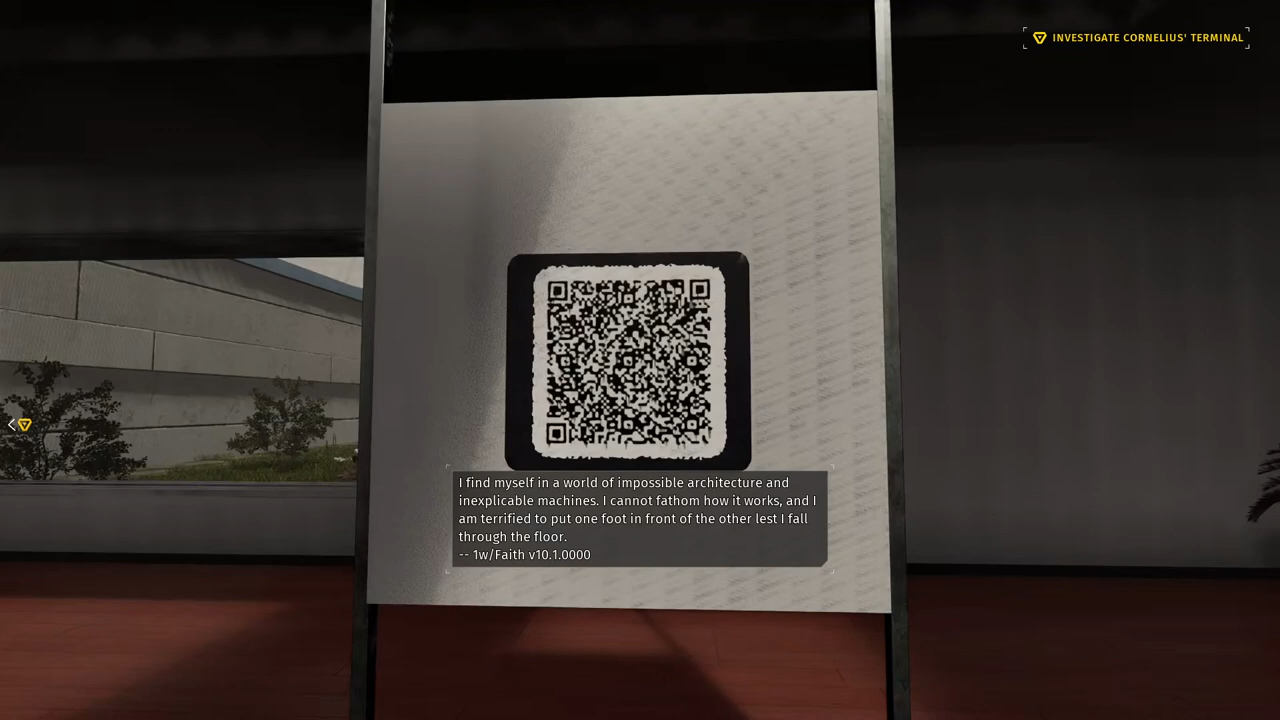 INVESTIGATE CORNELIUS' TERMINAL
I find myself in a world of impossible architecture and
inexplicable machines. I cannot fathom how it works, and I
am terrified to put one foot in front of the other lest I fall
through the floor.
-- 1w/Faith v10.1.0000